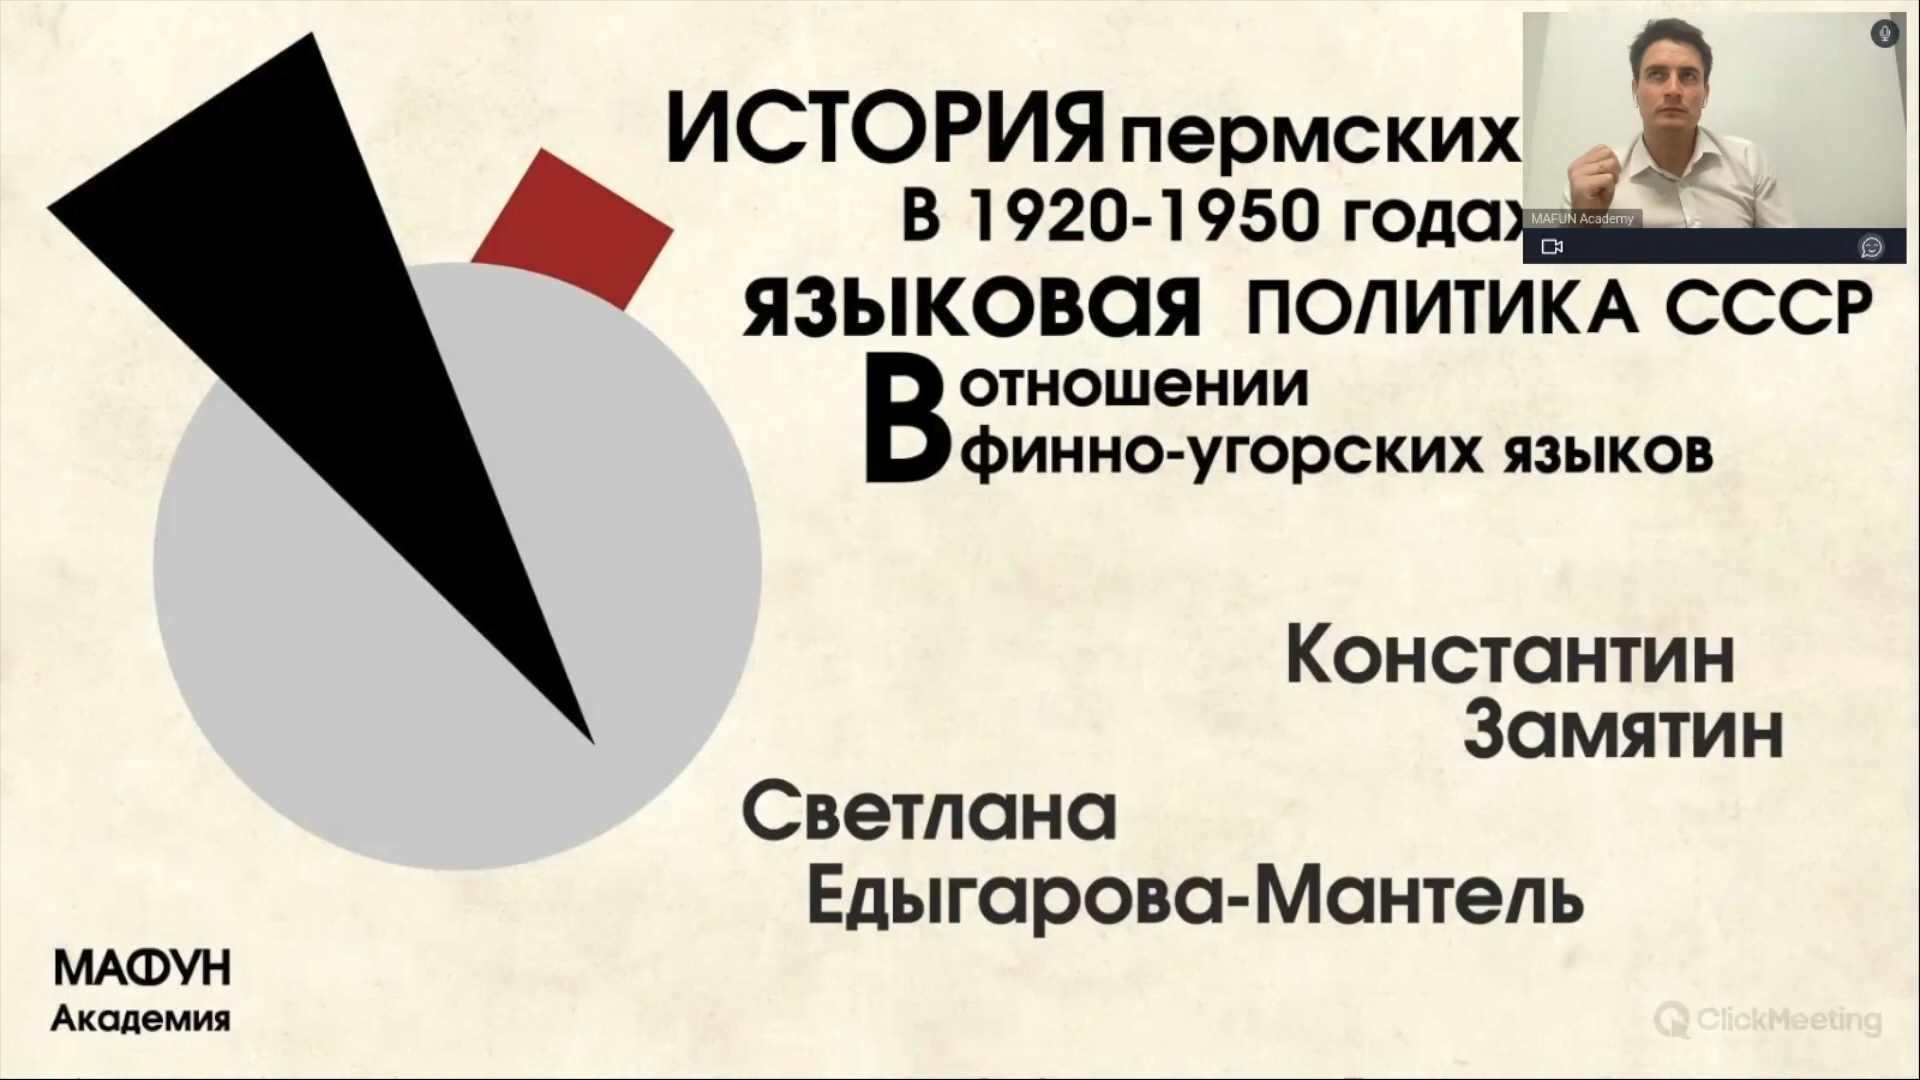 ИСТОРИЯ пермских
В 1920-1950 годах
языковая ПОЛИТИКА СССР
В отношении
финно-угорских языков
Константин
Замятин
Светлана
Едыгарова-Мантель
МАФУН
Академия
MAFUN Academy
ClickMeeting